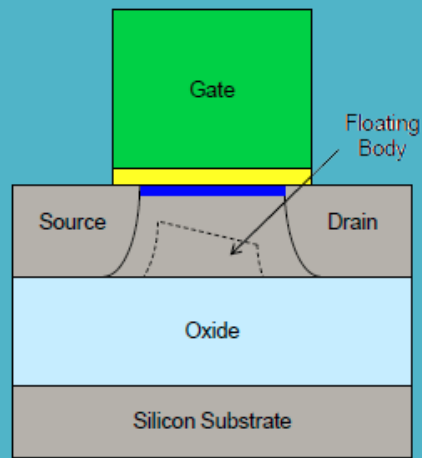 Gate
Floating
Body
Source
Drain
Oxide
Silicon Substrate